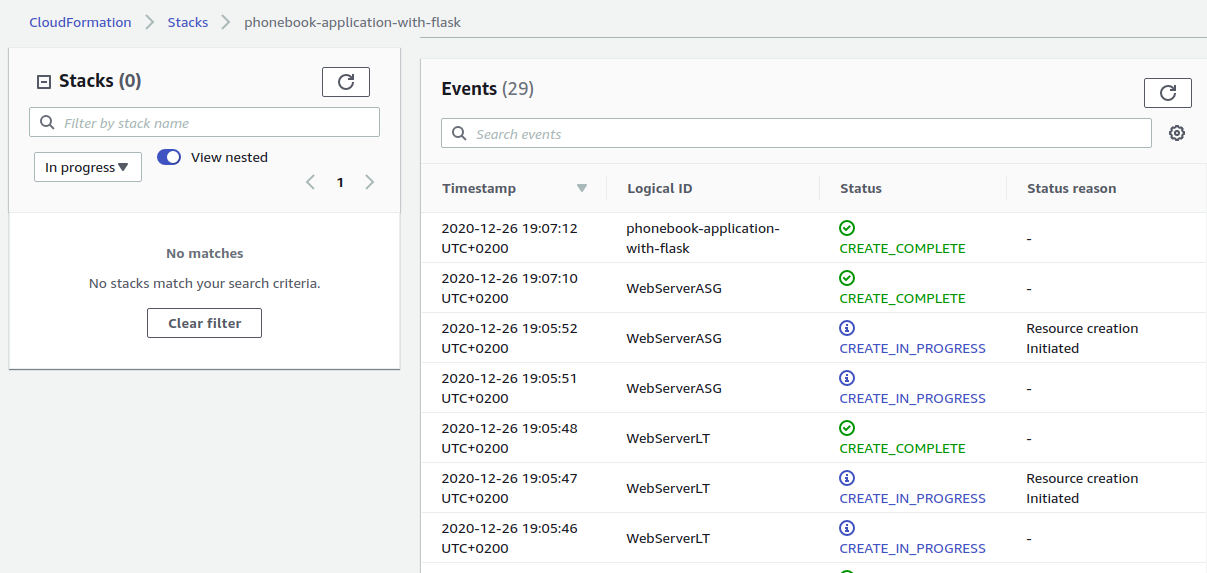 CloudFormation > Stacks > phonebook-application-with-flask
Stacks (0)
Filter by stack name
In progress
View nested
1
No matches
No stacks match your search criteria.
Clear filter
Events (29)
Search events
Timestamp Logical ID Status Status reason
2020-12-26 19:07:12 phonebook-application-
UTC+0200 with-flask CREATE_COMPLETE -
2020-12-26 19:07:10
UTC+0200 WebServerASG CREATE_COMPLETE -
2020-12-26 19:05:52 Resource creation
UTC+0200 WebServerASG CREATE_IN_PROGRESS Initiated
2020-12-26 19:05:51
UTC+0200 WebServerASG CREATE_IN_PROGRESS -
2020-12-26 19:05:48
UTC+0200 WebServerLT CREATE_COMPLETE -
2020-12-26 19:05:47 Resource creation
UTC+0200 WebServerLT CREATE_IN_PROGRESS Initiated
2020-12-26 19:05:46
UTC+0200 WebServerLT CREATE_IN_PROGRESS -